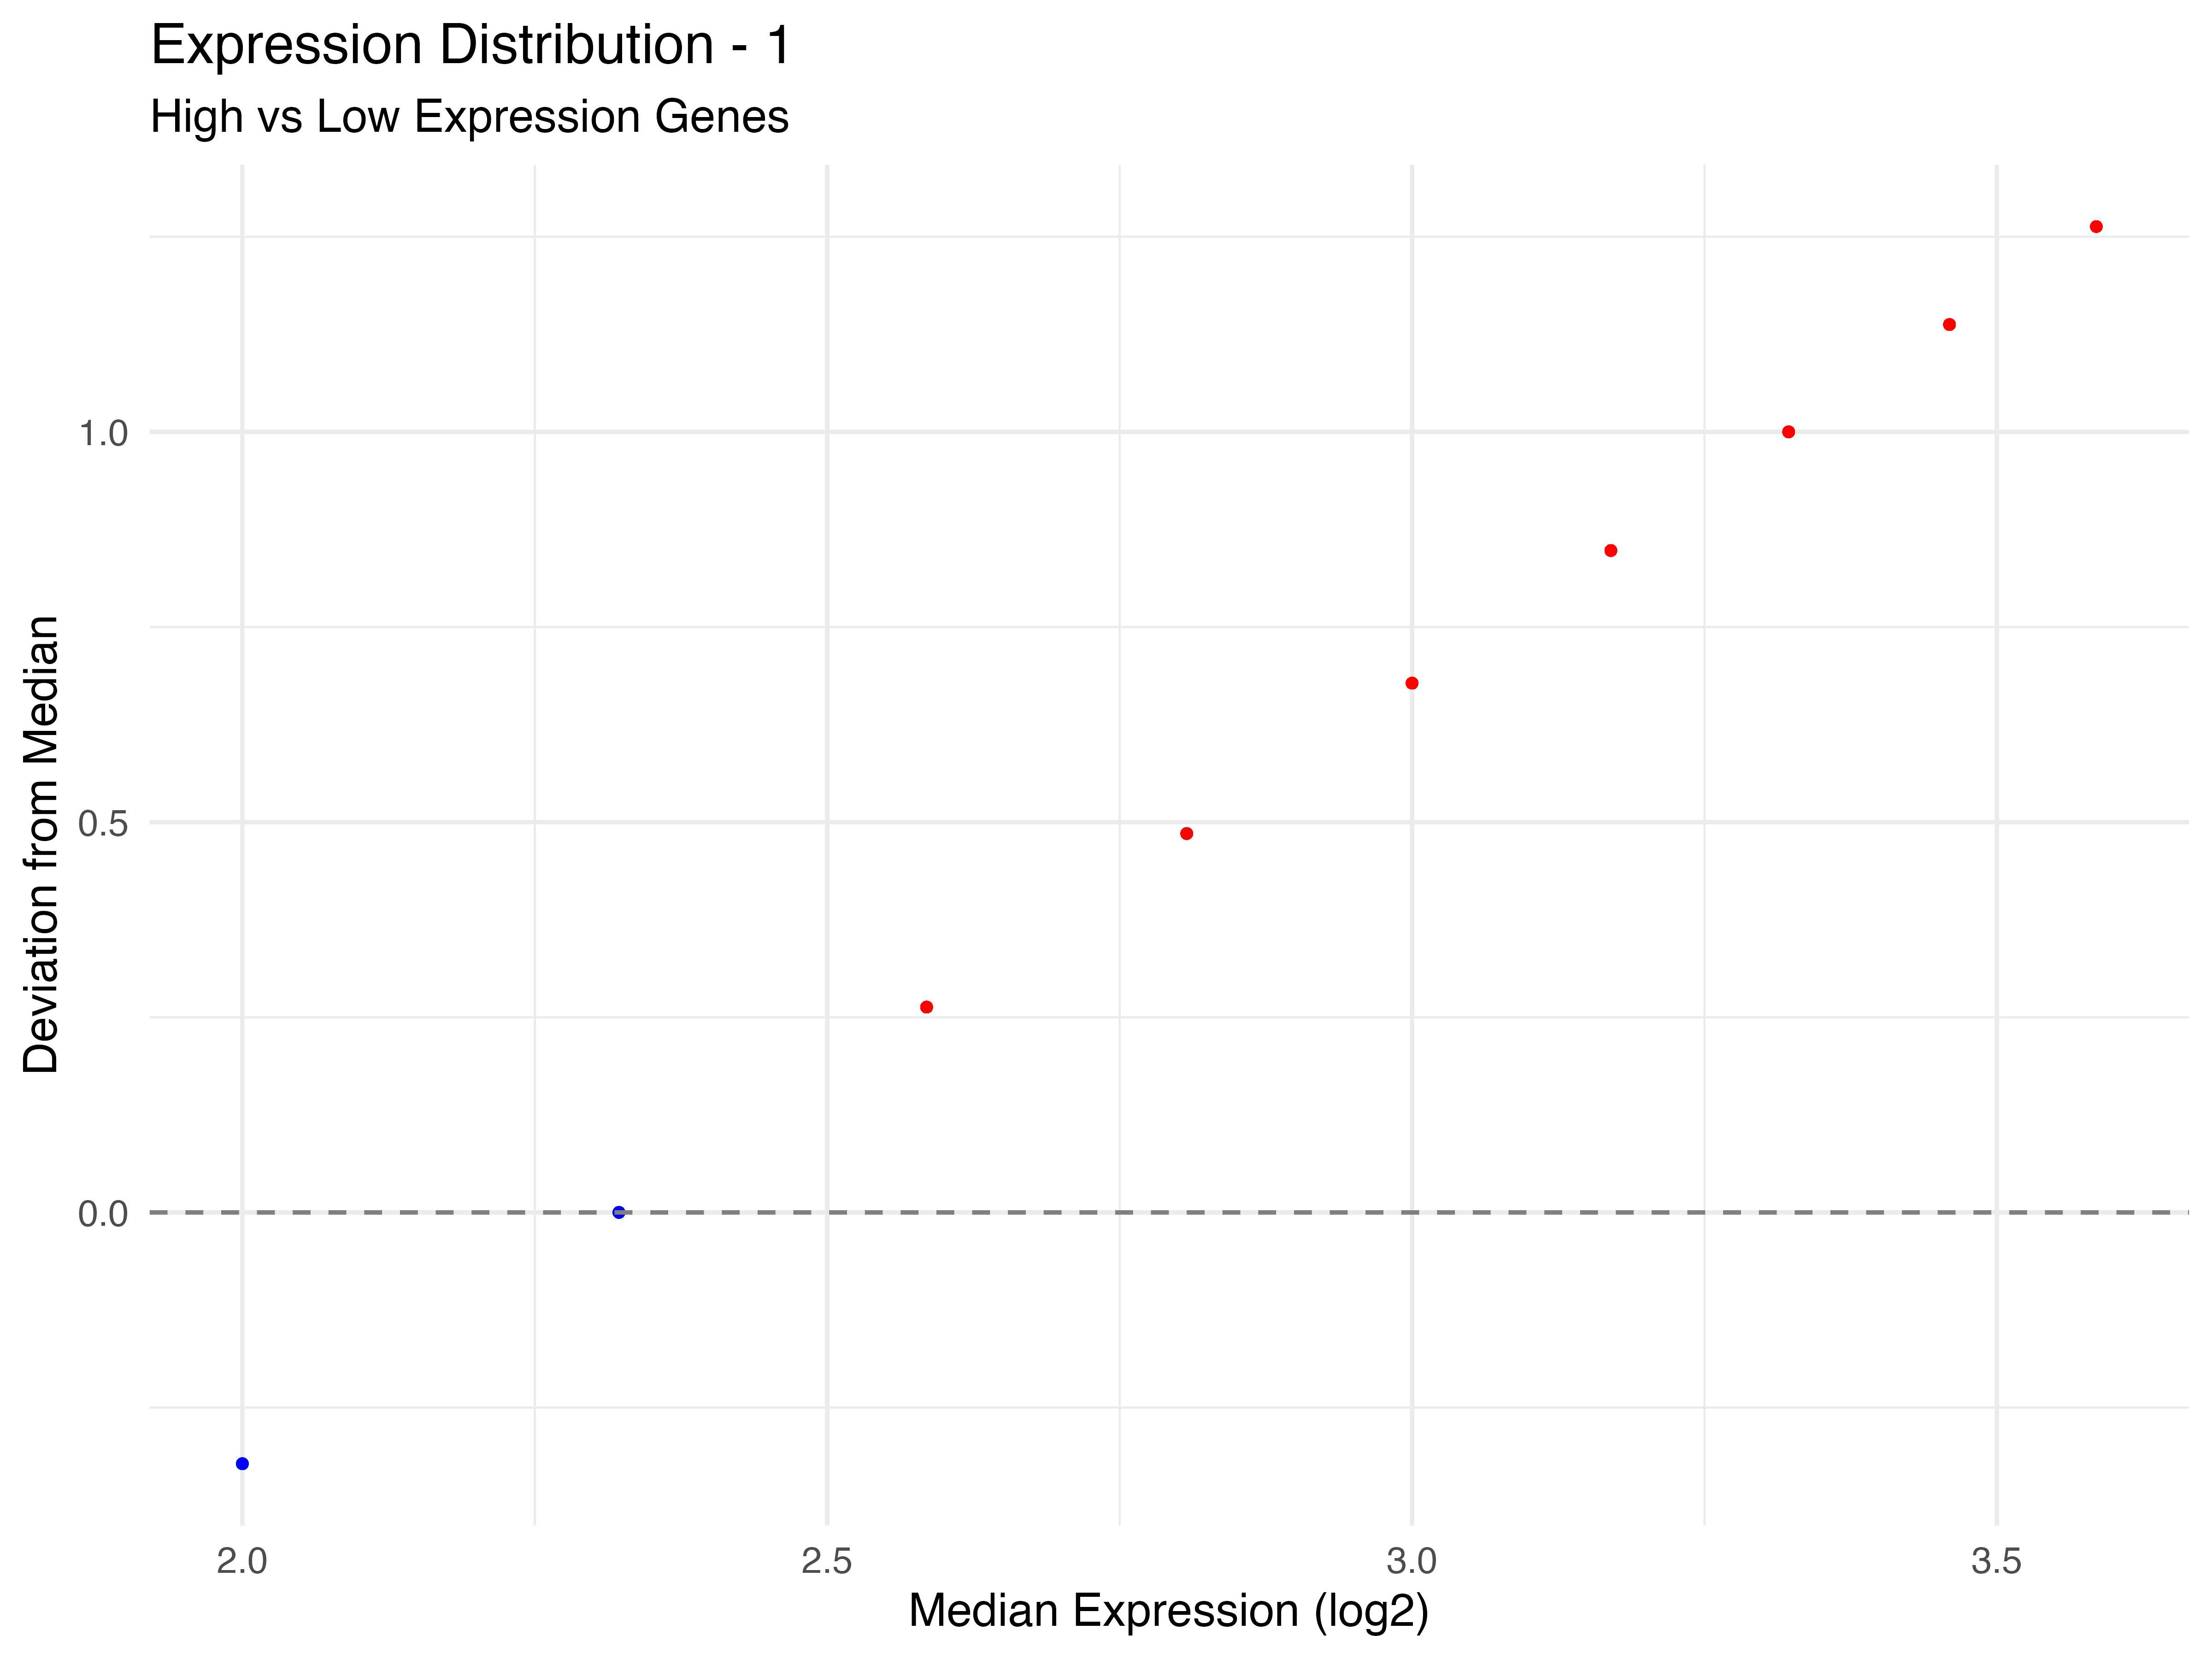 Expression Distribution - 1
High vs Low Expression Genes
Deviation from Median
1.0
0.5
0.0
2.0 2.5 3.0 3.5
Median Expression (log2)